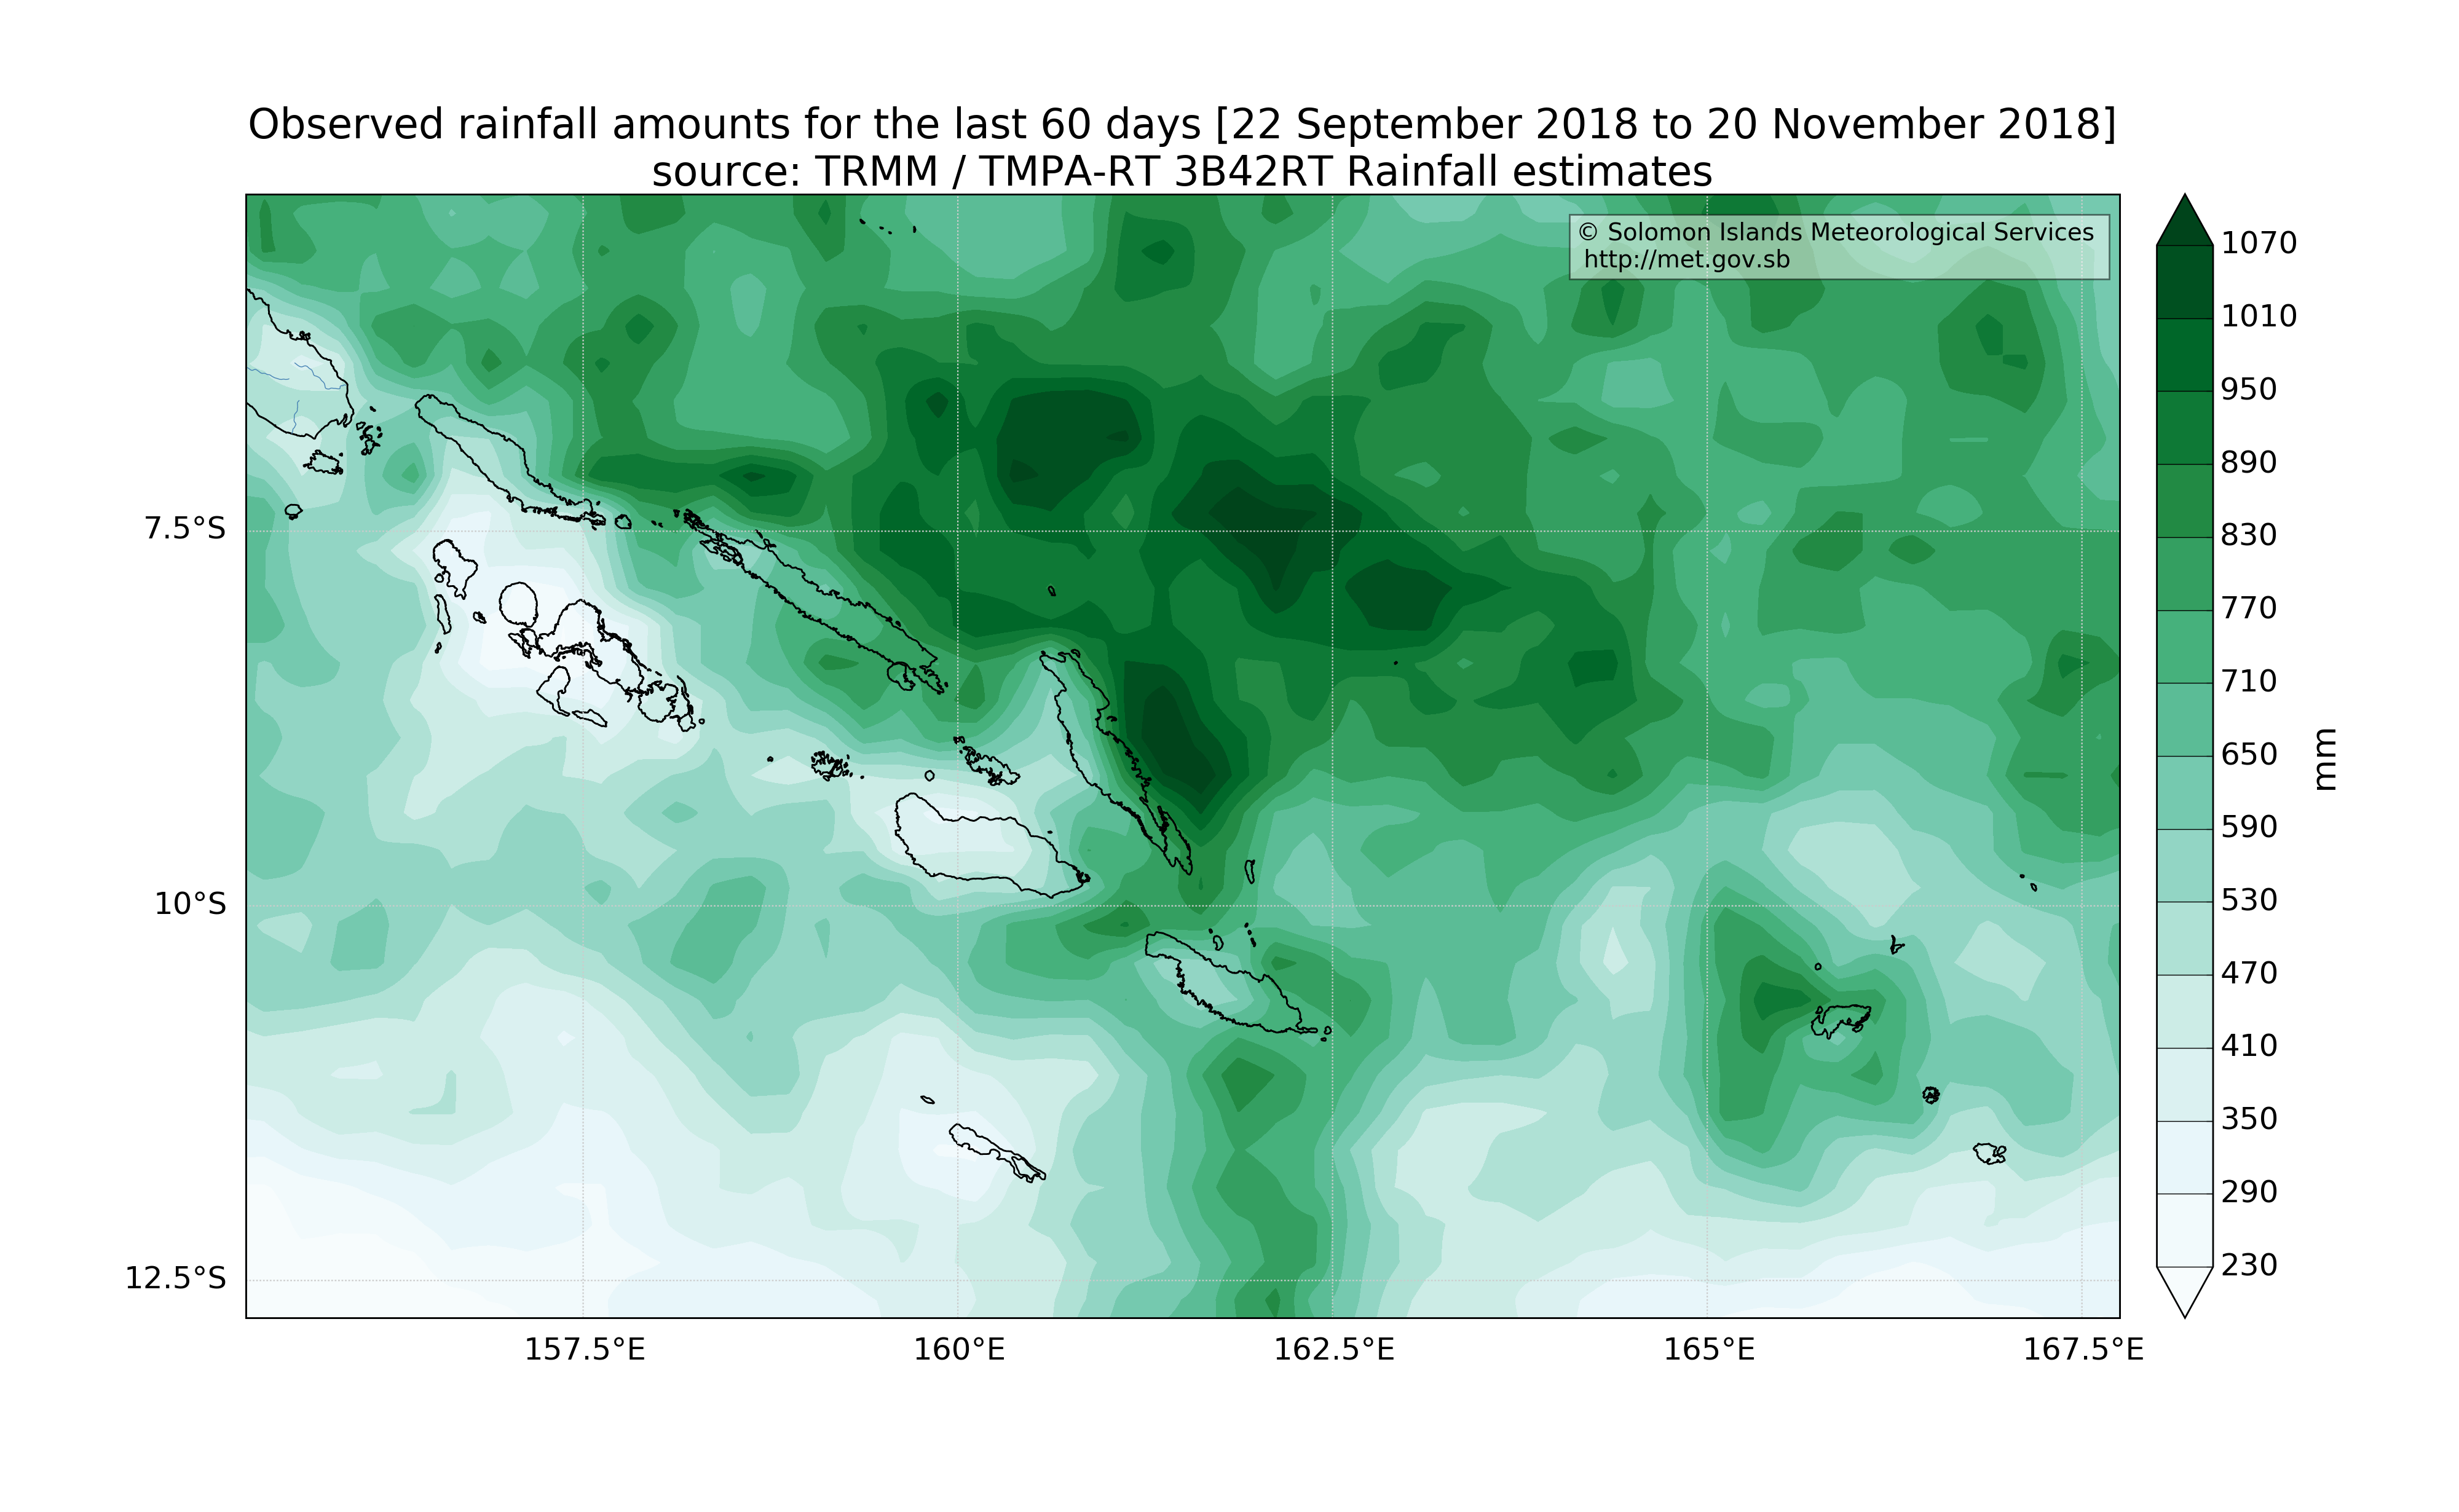 Observed rainfall amounts for the last 60 days [22 September 2018 to 20 November 2018]
source: TRMM / TMPA-RT 3B42RT Rainfall estimates
© Solomon Islands Meteorological Services
http://met.gov.sb
7.5°S
10°S
12.5°S
157.5°E
160°E
162.5°E
165°E
167.5°E
1070
1010
950
890
830
770
710
650
590
530
470
410
350
290
230
mm